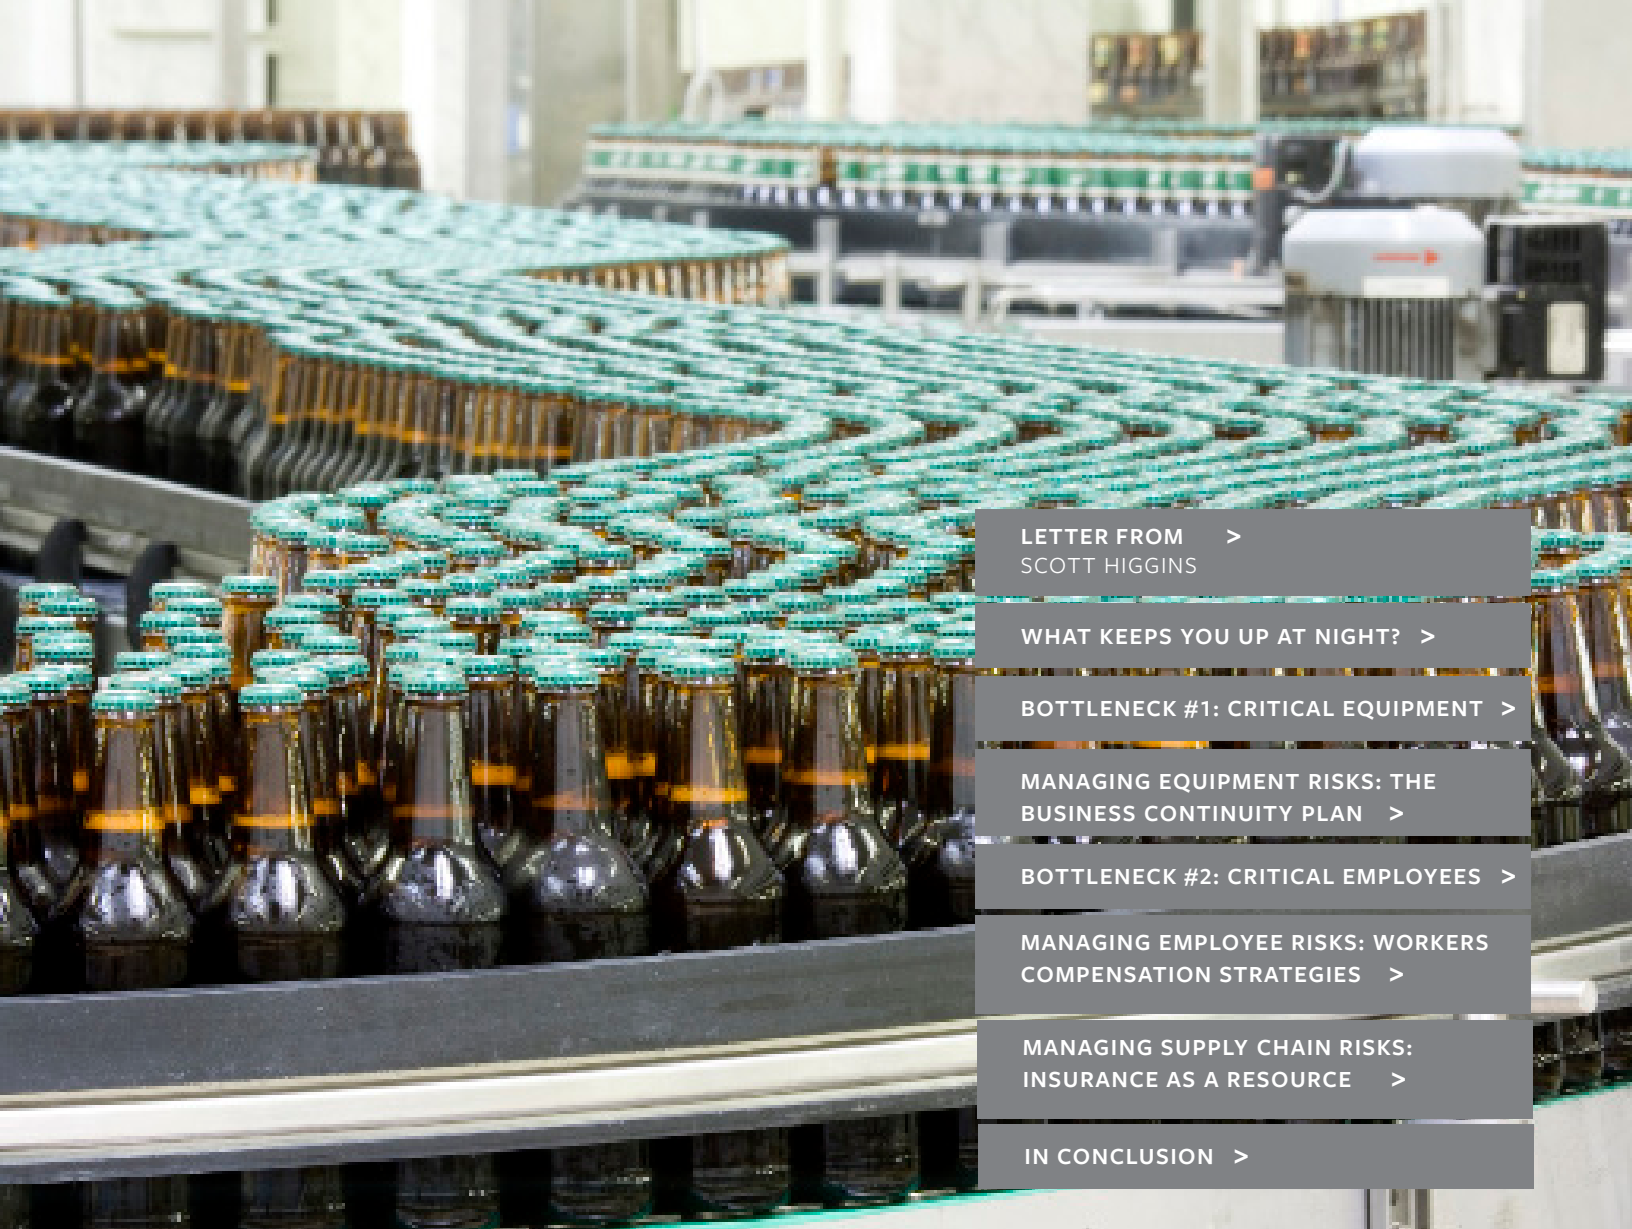 LETTER FROM >
SCOTT HIGGINS
WHAT KEEPS YOU UP AT NIGHT? >
BOTTLENECK #1: CRITICAL EQUIPMENT >
MANAGING EQUIPMENT RISKS: THE
BUSINESS CONTINUITY PLAN >
BOTTLENECK #2: CRITICAL EMPLOYEES >
MANAGING EMPLOYEE RISKS: WORKERS
COMPENSATION STRATEGIES >
MANAGING SUPPLY CHAIN RISKS:
INSURANCE AS A RESOURCE >
IN CONCLUSION >